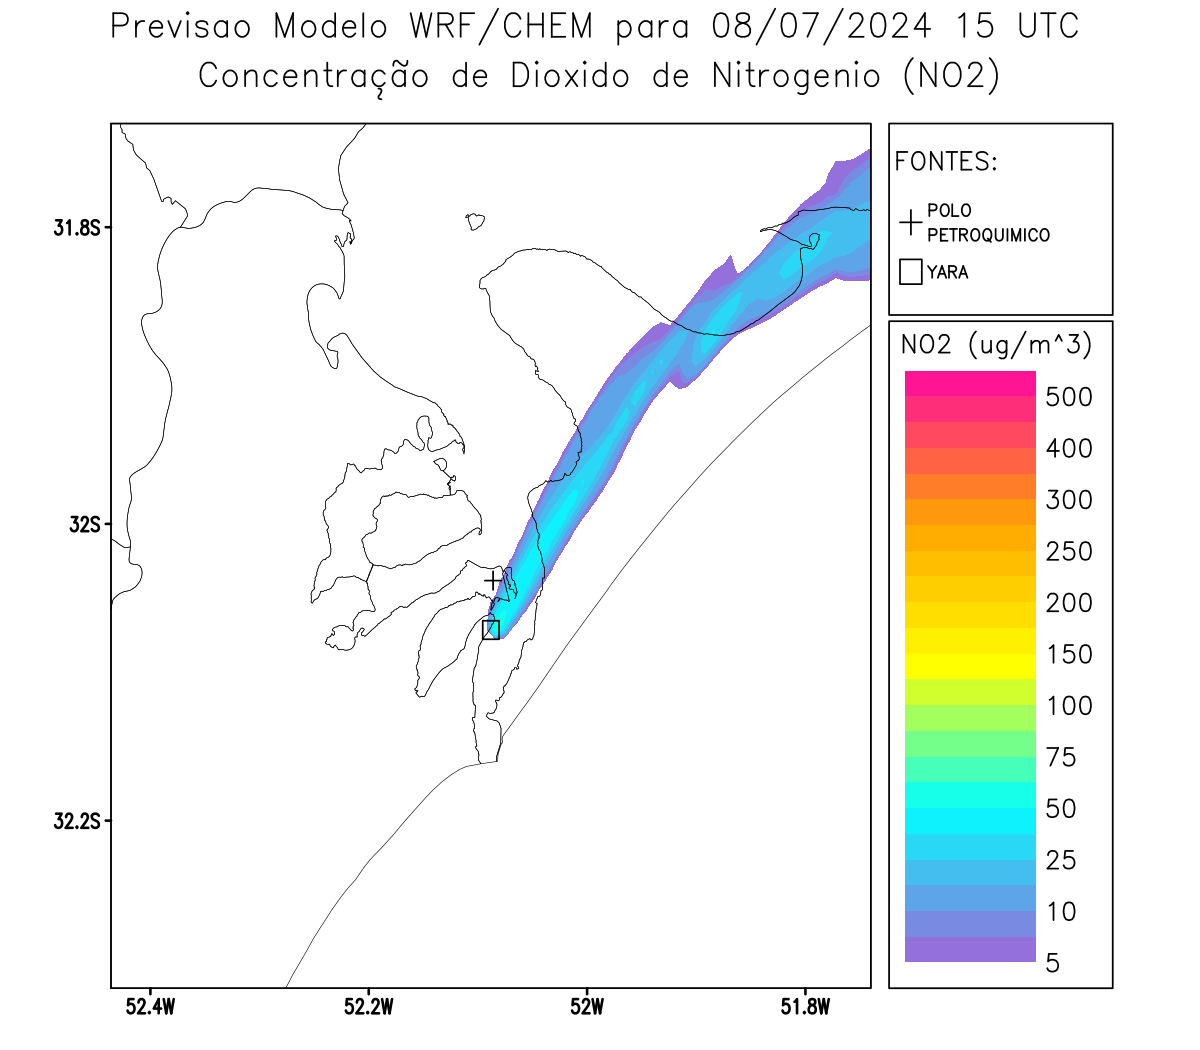 Previsao Modelo WRF/CHEM para 08/07/2024 15 UTC
Concentração de Dioxido de Nitrogenio (NO2)
FONTES:
POLO
PETROQUIMICO
YARA
NO2 (ug/m^3)
500
400
300
250
200
150
100
75
50
25
10
5
31.8S
32S
32.2S
52.4W
52.2W
52W
51.8W